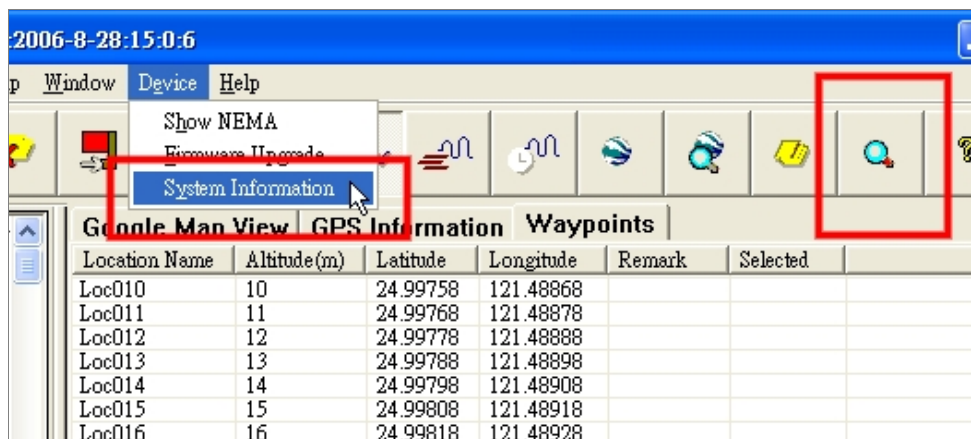 :2006-8-28:15:0:6
p Window Device Help
Show NEMA
Firmware Upgrade
System Information
Google Map View GPS Information Waypoints
Location Name Altitude(m) Latitude Longitude Remark Selected
Loc010 10 24.99758 121.48868
Loc011 11 24.99768 121.48878
Loc012 12 24.99778 121.48888
Loc013 13 24.99788 121.48898
Loc014 14 24.99798 121.48908
Loc015 15 24.99808 121.48918
Loc016 16 24.99818 121.48928